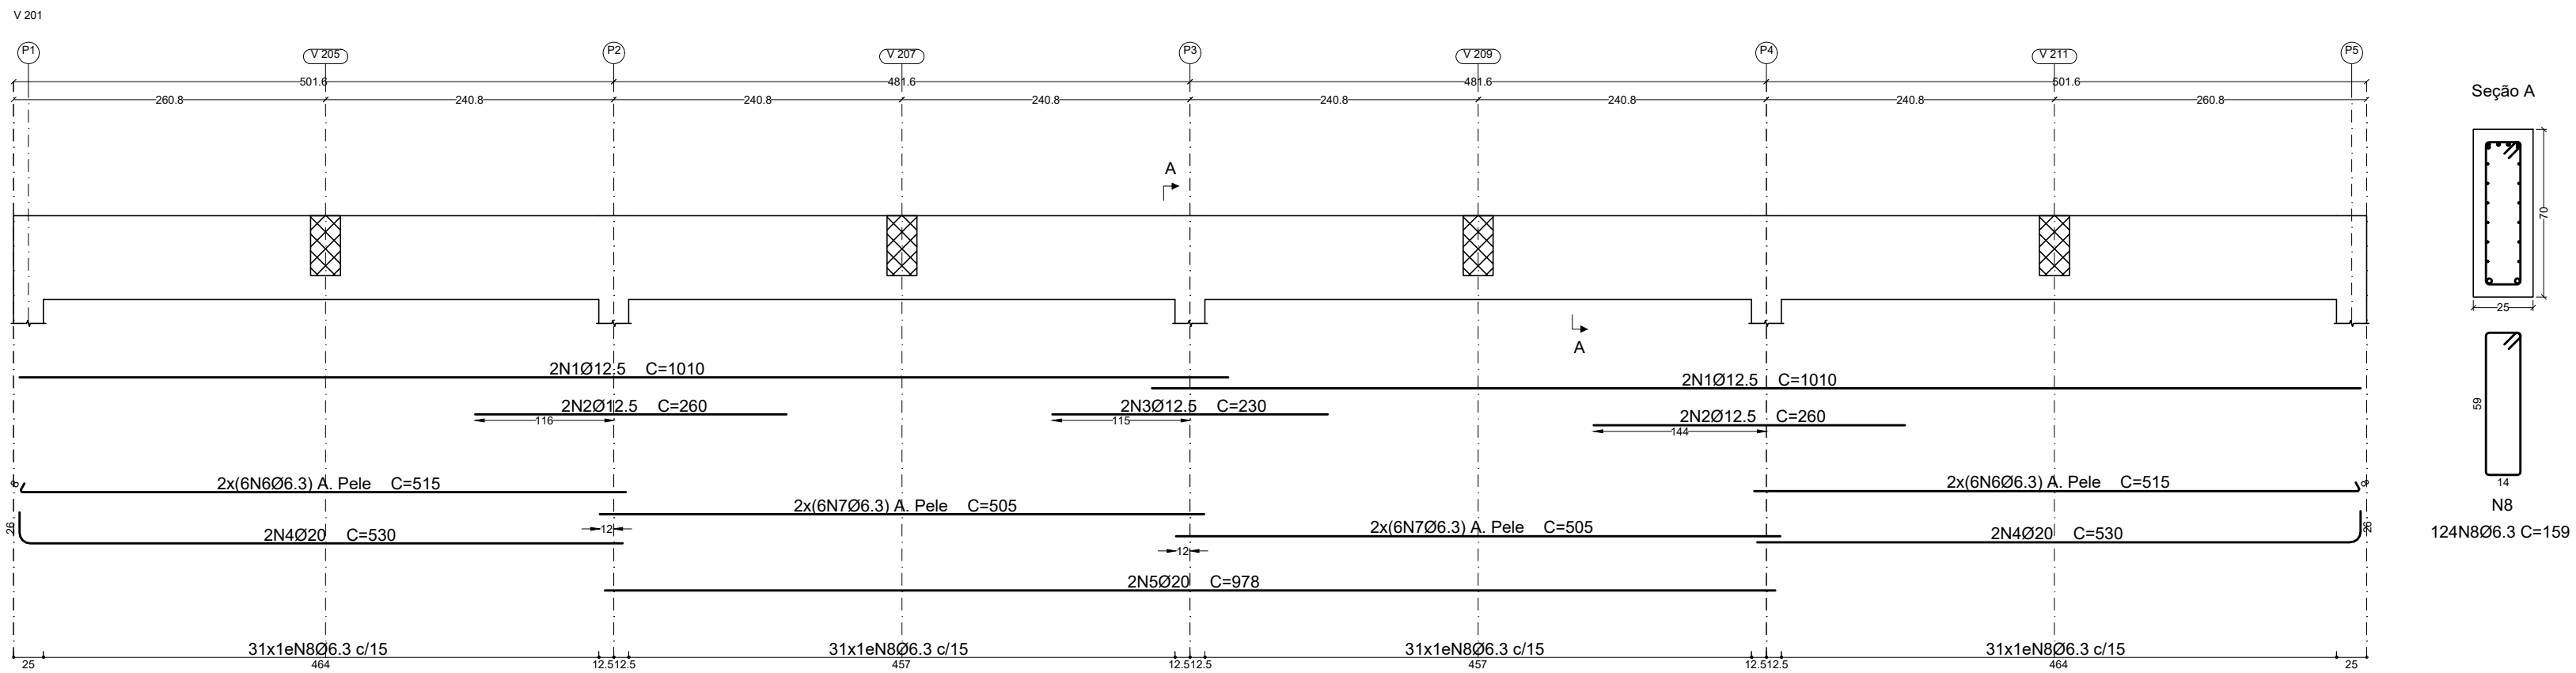 V 201
P1 V 205 P2 V 207 P3 V 209 P4 V 211 P5
501.6 481.6 481.6 501.6
260.8 240.8 240.8 240.8 240.8 240.8 240.8 260.8
Seção A
A
70
25
A
2N1Ø12.5 C=1010
2N1Ø12.5 C=1010
2N2Ø12.5 C=260
116
2N3Ø12.5 C=230
115
2N2Ø12.5 C=260
144
59
14
N8
124N8Ø6.3 C=159
8
2x(6N6Ø6.3) A. Pele C=515
2x(6N6Ø6.3) A. Pele C=515
8
2x(6N7Ø6.3) A. Pele C=505
12
2x(6N7Ø6.3) A. Pele C=505
12
26
2N4Ø20 C=530
2N4Ø20 C=530
26
2N5Ø20 C=978
31x1eN8Ø6.3 c/15 31x1eN8Ø6.3 c/15 31x1eN8Ø6.3 c/15 31x1eN8Ø6.3 c/15
25 464 12.5 12.5 457 12.5 12.5 457 12.5 12.5 464 25